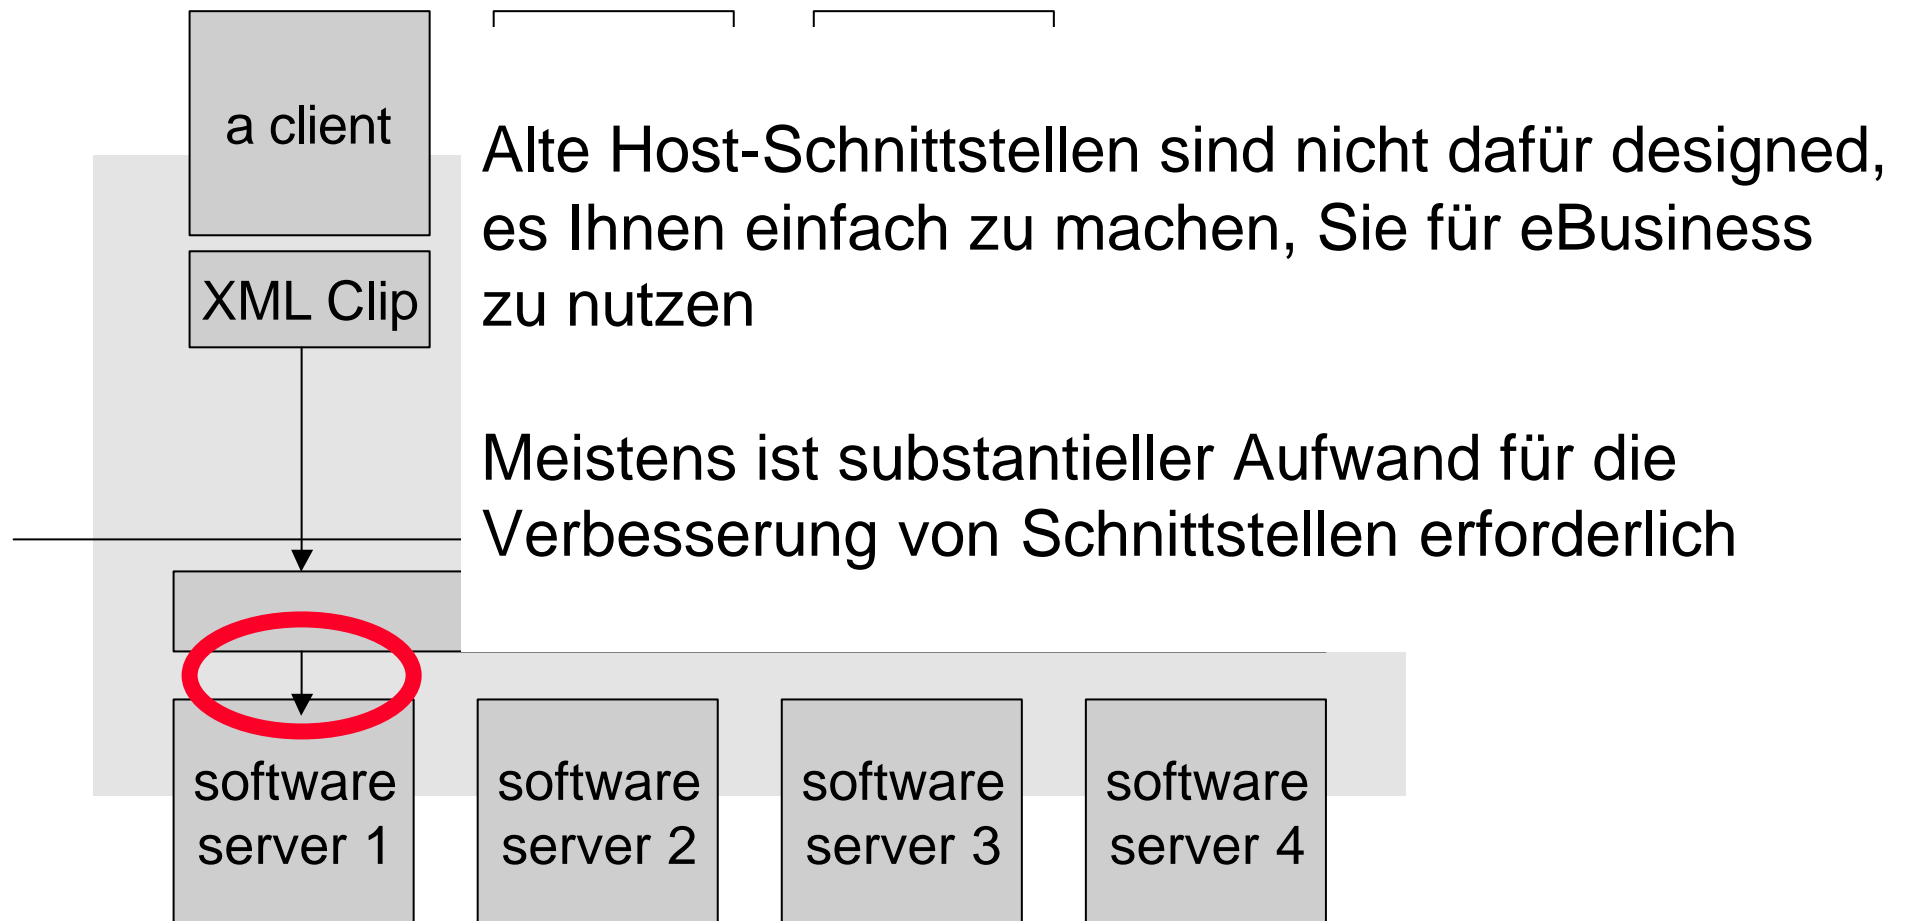 a client
XML Clip
Alte Host-Schnittstellen sind nicht dafür designed,
es Ihnen einfach zu machen, Sie für eBusiness
zu nutzen
Meistens ist substantieller Aufwand für die
Verbesserung von Schnittstellen erforderlich
software
server 1
software
server 2
software
server 3
software
server 4